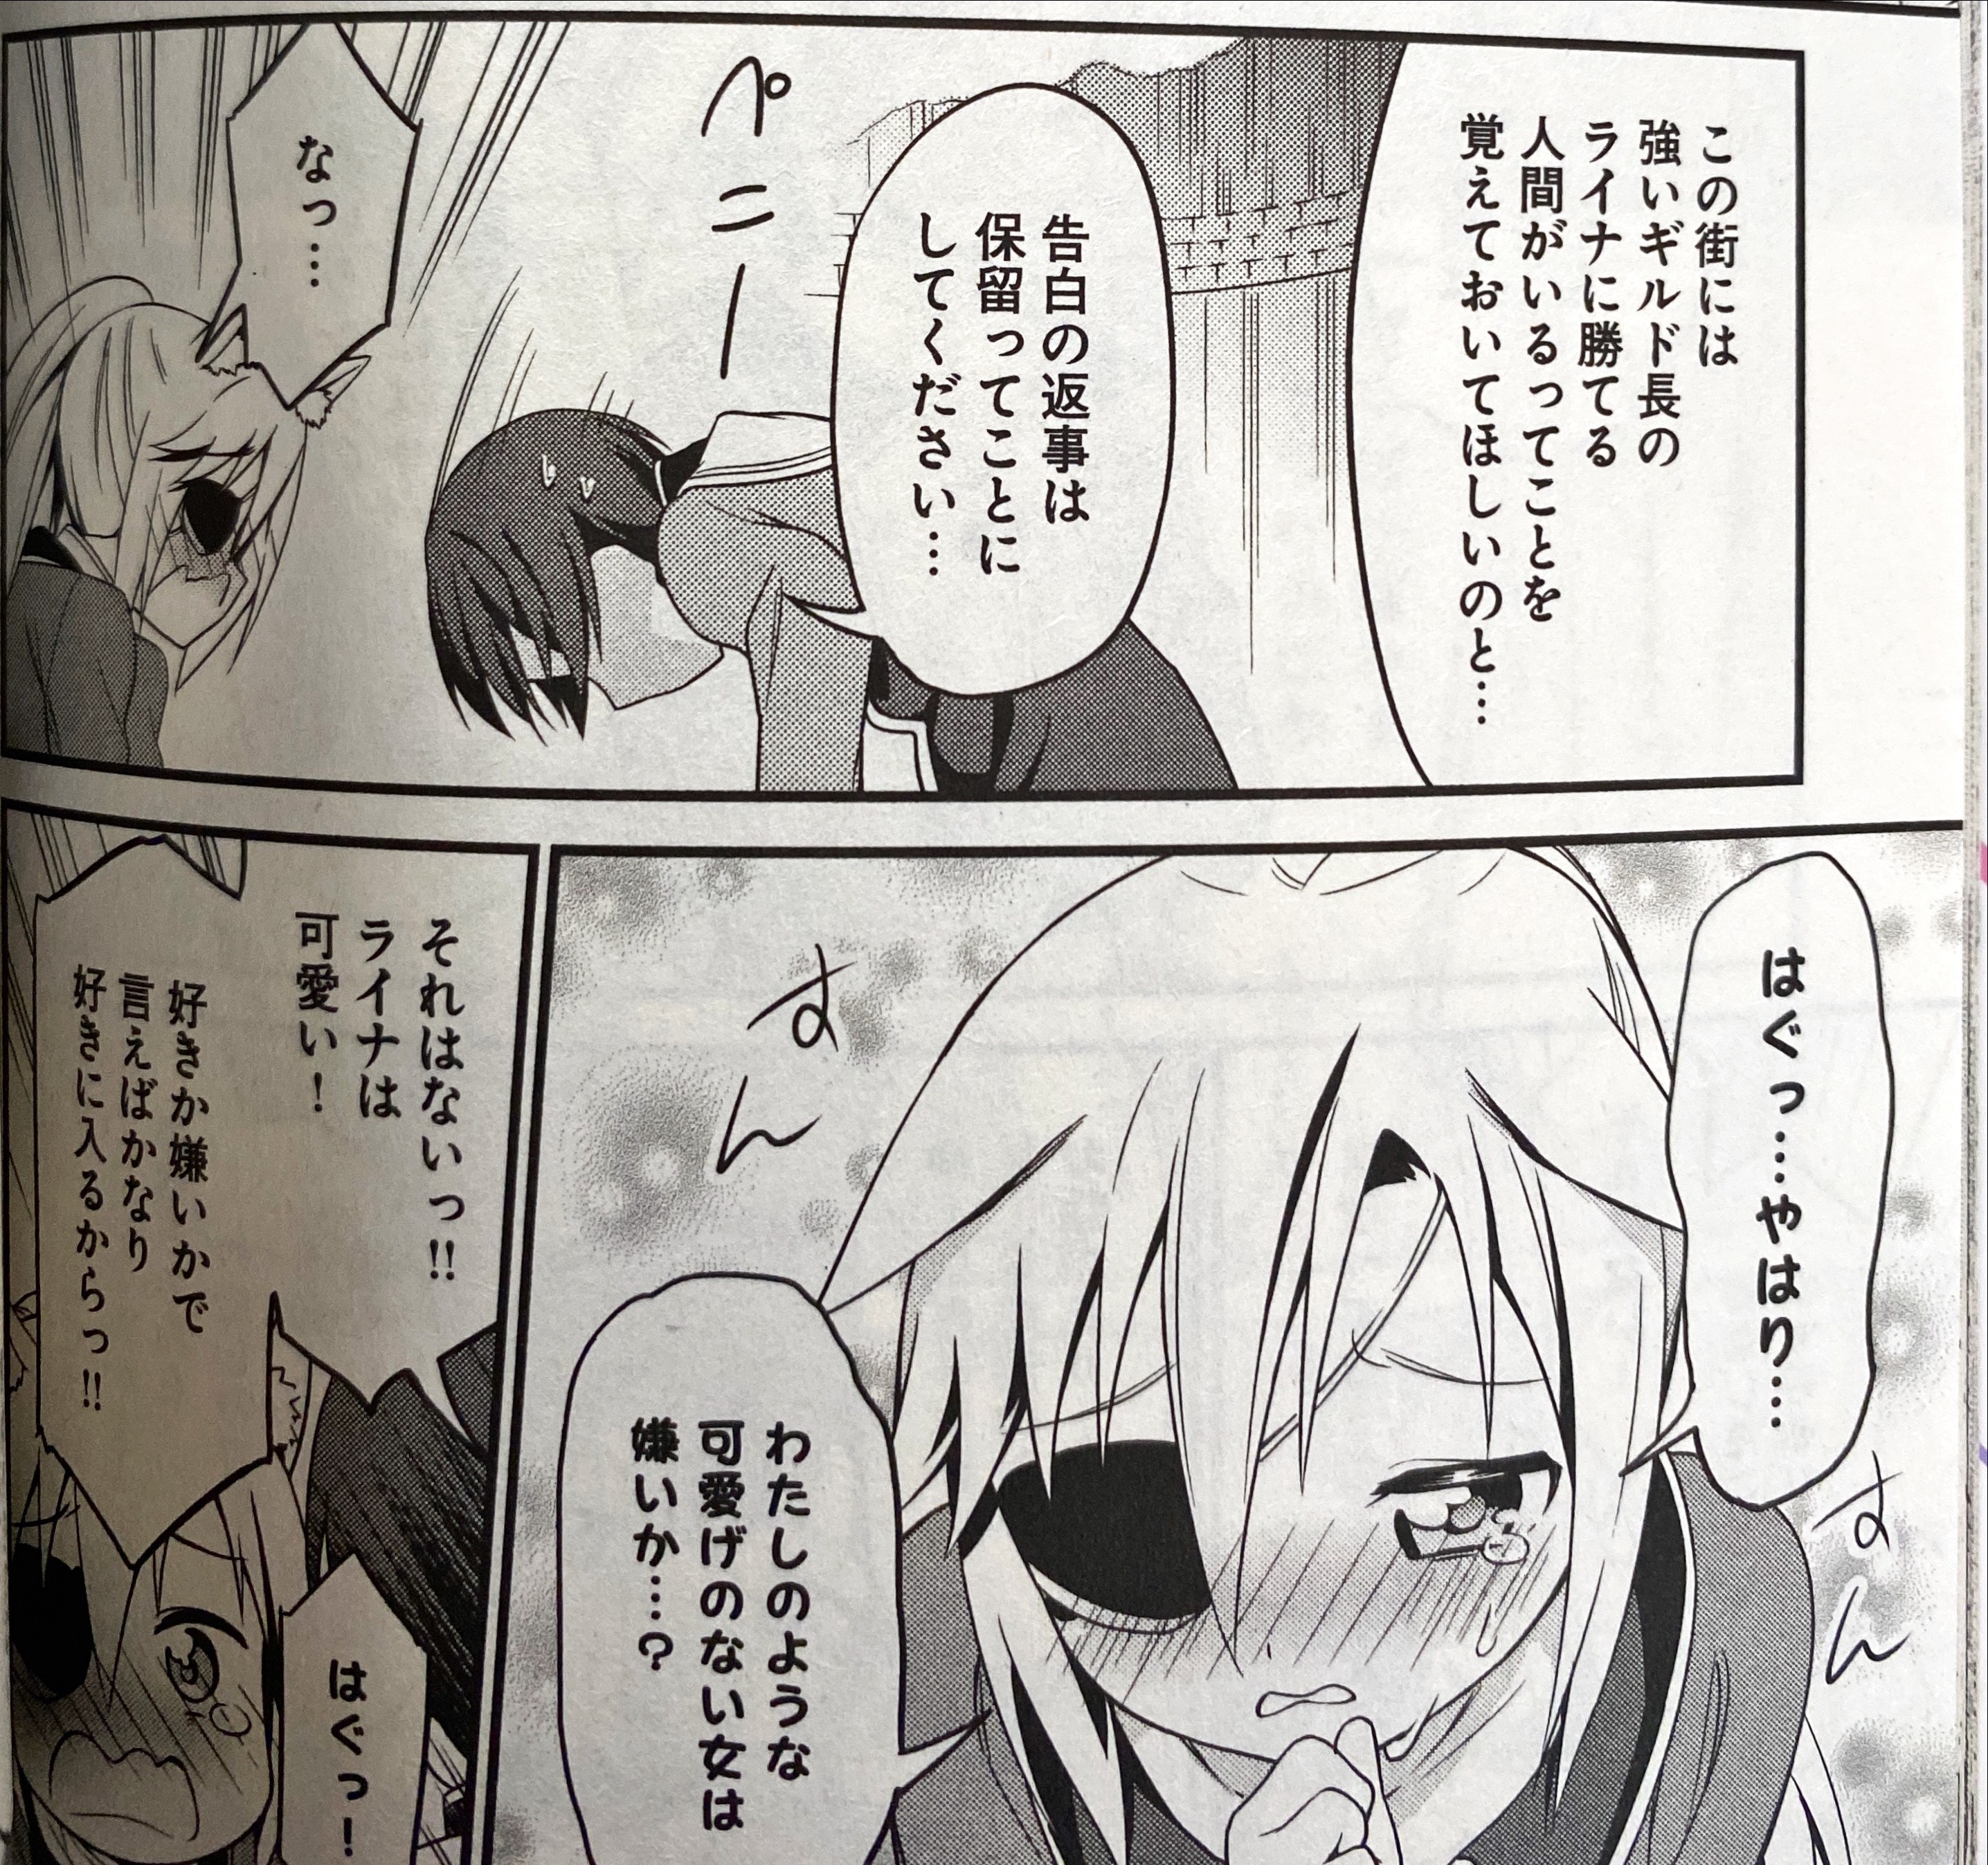 この街には
強いギルド長の
ライナに勝てる
人間がいるってことを
覚えておいてほしいのと…
告白の返事は
保留ってことに
してください…
ペニー
なっ…
はぐっ…やはり…
すん
すん
わたしのような
可愛げのない女は
嫌いか…?
それはないっ!!
ライナは
可愛い!
好きか嫌いかで
言えばかなり
好きに入るからっ!!
はぐっ!